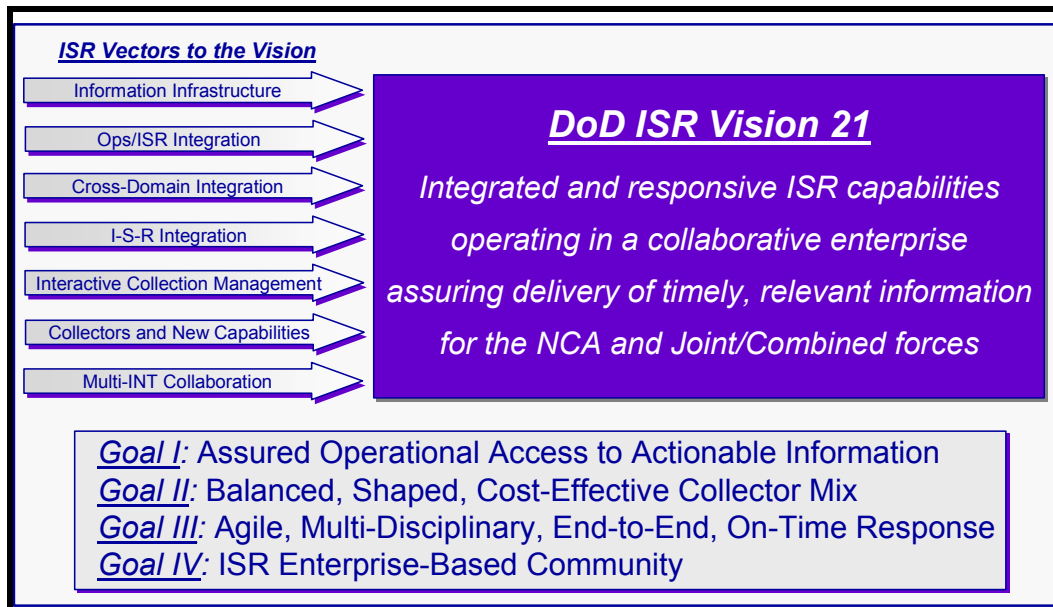 ISR Vectors to the Vision
Information Infrastructure
Ops/ISR Integration
Cross-Domain Integration
I-S-R Integration
Interactive Collection Management
Collectors and New Capabilities
Multi-INT Collaboration
DoD ISR Vision 21
Integrated and responsive ISR capabilities
operating in a collaborative enterprise
assuring delivery of timely, relevant information
for the NCA and Joint/Combined forces
Goal I: Assured Operational Access to Actionable Information
Goal II: Balanced, Shaped, Cost-Effective Collector Mix
Goal III: Agile, Multi-Disciplinary, End-to-End, On-Time Response
Goal IV: ISR Enterprise-Based Community